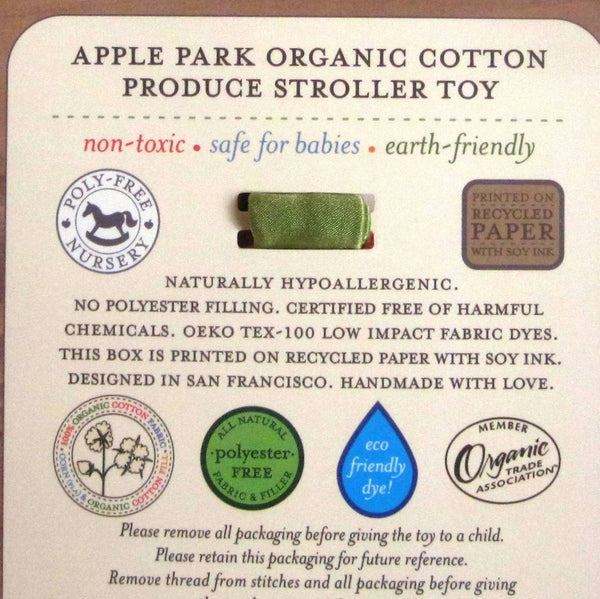 APPLE PARK ORGANIC COTTON
PRODUCE STROLLER TOY
non-toxic • safe for babies • earth-friendly
POLY-FREE
NURSERY
PRINTED ON
RECYCLED
PAPER
WITH SOY INK
NATURALLY HYPOALLERGENIC.
NO POLYESTER FILLING. CERTIFIED FREE OF HARMFUL
CHEMICALS. OEKO TEX-100 LOW IMPACT FABRIC DYES.
THIS BOX IS PRINTED ON RECYCLED PAPER WITH SOY INK.
DESIGNED IN SAN FRANCISCO. HANDMADE WITH LOVE.
100% ORGANIC COTTON FABRIC
ORGANIC COTTON FILL
ALL NATURAL
•polyester•
FREE
FABRIC & FILLER
eco
friendly
dye!
MEMBER
Organic
TRADE
ASSOCIATION
Please remove all packaging before giving the toy to a child.
Please retain this packaging for future reference.
Remove thread from stitches and all packaging before giving